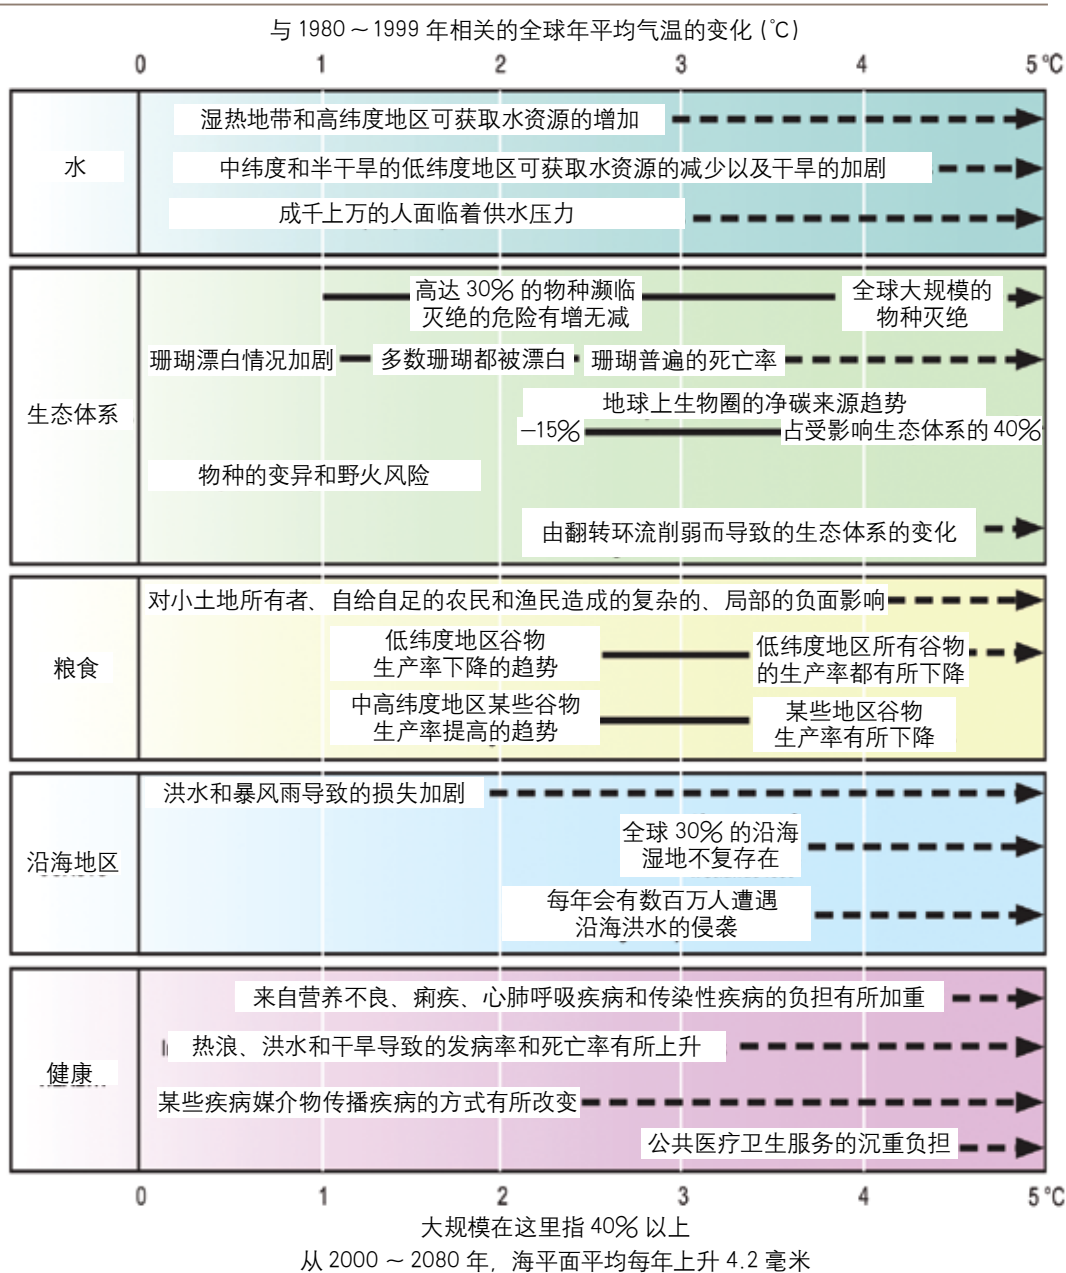 与 1980～1999 年相关的全球年平均气温的变化 (℃)
0 1 2 3 4 5 ℃
水
湿热地带和高纬度地区可获取水资源的增加
中纬度和半干旱的低纬度地区可获取水资源的减少以及干旱的加剧
成千上万的人面临着供水压力
生态体系
高达 30% 的物种濒临
灭绝的危险有增无减
全球大规模的
物种灭绝
珊瑚漂白情况加剧 多数珊瑚都被漂白 珊瑚普遍的死亡率
地球上生物圈的净碳来源趋势
–15% 占受影响生态体系的 40%
物种的变异和野火风险
由翻转环流削弱而导致的生态体系的变化
粮食
对小土地所有者、自给自足的农民和渔民造成的复杂的、局部的负面影响
低纬度地区谷物
生产率下降的趋势
低纬度地区所有谷物
的生产率都有所下降
中高纬度地区某些谷物
生产率提高的趋势
某些地区谷物
生产率有所下降
沿海地区
洪水和暴风雨导致的损失加剧
全球 30% 的沿海
湿地不复存在
每年会有数百万人遭遇
沿海洪水的侵袭
健康
来自营养不良、痢疾、心肺呼吸疾病和传染性疾病的负担有所加重
热浪、洪水和干旱导致的发病率和死亡率有所上升
某些疾病媒介物传播疾病的方式有所改变
公共医疗卫生服务的沉重负担
0 1 2 3 4 5 ℃
大规模在这里指 40% 以上
从 2000～2080 年，海平面平均每年上升 4.2 毫米